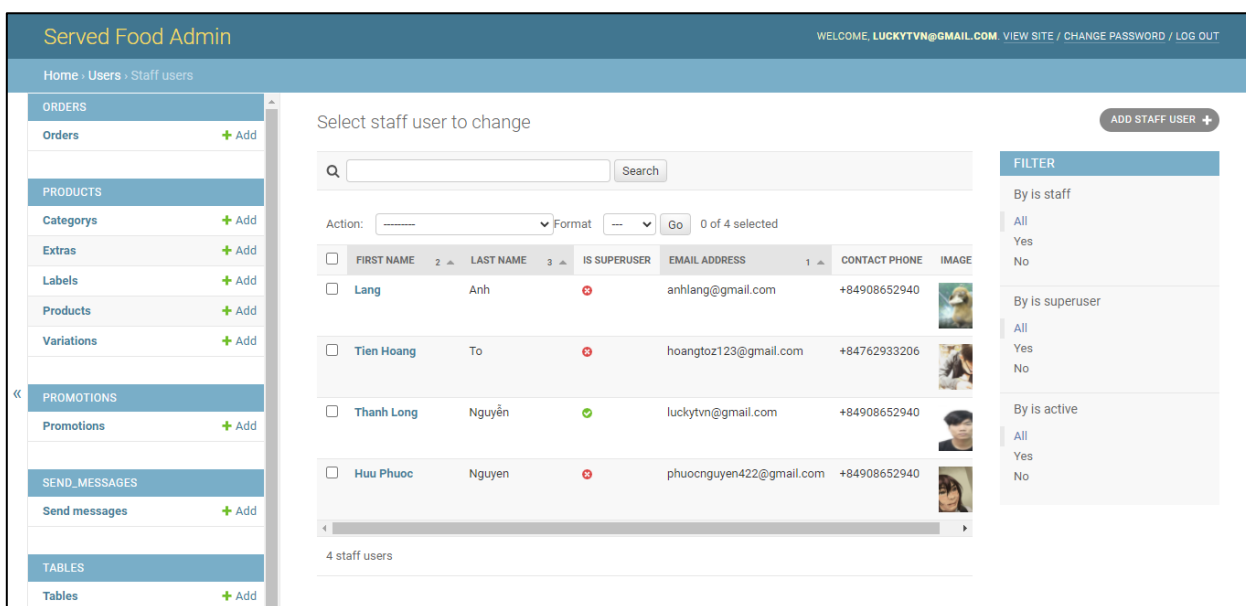 Served Food Admin
WELCOME, LUCKYTVN@GMAIL.COM. VIEW SITE / CHANGE PASSWORD / LOG OUT
Home › Users › Staff users
ORDERS
Orders + Add
PRODUCTS
Categorys + Add
Extras + Add
Labels + Add
Products + Add
Variations + Add
«
PROMOTIONS
Promotions + Add
SEND_MESSAGES
Send messages + Add
TABLES
Tables + Add
Select staff user to change
ADD STAFF USER +
Search
Action: --------- Format --- Go 0 of 4 selected
FIRST NAME 2 LAST NAME 3 IS SUPERUSER EMAIL ADDRESS 1 CONTACT PHONE IMAGE
Lang Anh anhlang@gmail.com +84908652940
Tien Hoang To hoangtoz123@gmail.com +84762933206
Thanh Long Nguyễn luckytvn@gmail.com +84908652940
Huu Phuoc Nguyen phuocnguyen422@gmail.com +84908652940
4 staff users
FILTER
By is staff
All
Yes
No
By is superuser
All
Yes
No
By is active
All
Yes
No